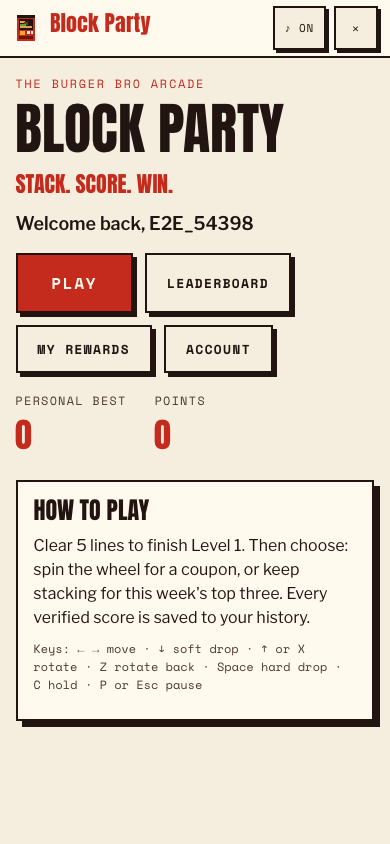 Block Party
♪ ON
×
THE BURGER BRO ARCADE
BLOCK PARTY
STACK. SCORE. WIN.
Welcome back, E2E_54398
PLAY
LEADERBOARD
MY REWARDS
ACCOUNT
PERSONAL BEST
POINTS
0
0
HOW TO PLAY
Clear 5 lines to finish Level 1. Then choose:
spin the wheel for a coupon, or keep
stacking for this week's top three. Every
verified score is saved to your history.
Keys: ← → move · ↓ soft drop · ↑ or X
rotate · Z rotate back · Space hard drop ·
C hold · P or Esc pause